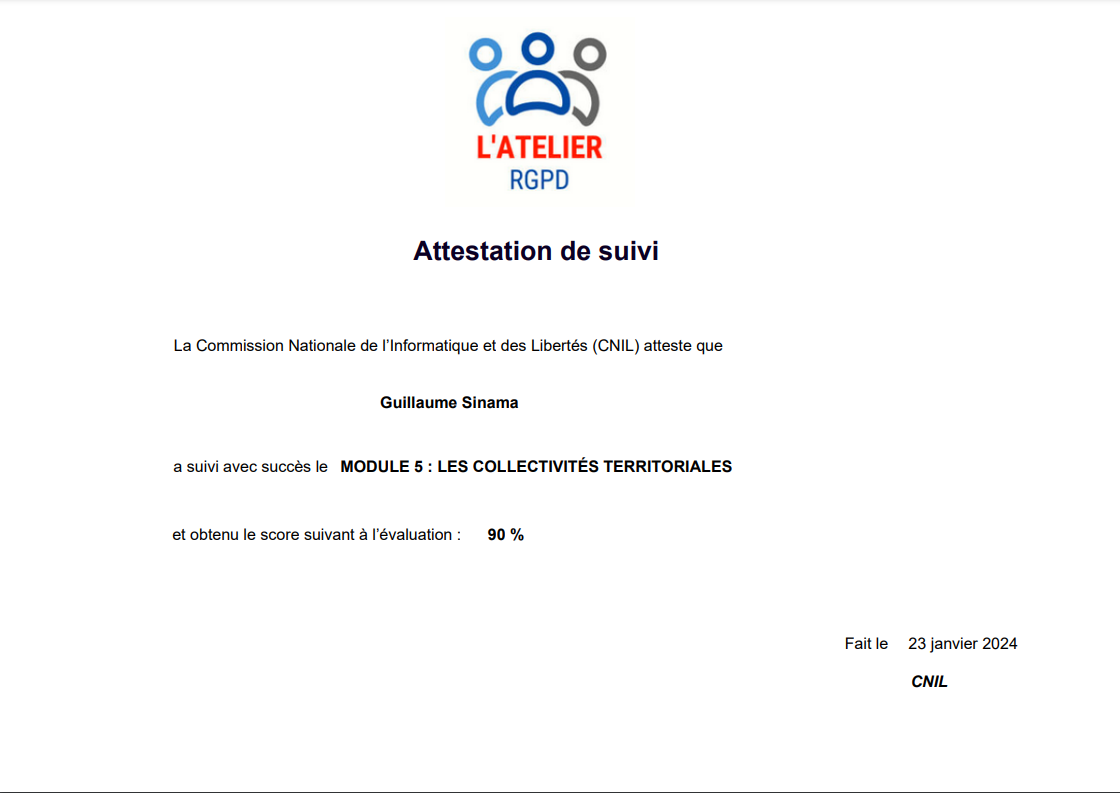 L'ATELIER
RGPD
Attestation de suivi
La Commission Nationale de l’Informatique et des Libertés (CNIL) atteste que
Guillaume Sinama
a suivi avec succès le MODULE 5 : LES COLLECTIVITÉS TERRITORIALES
et obtenu le score suivant à l’évaluation : 90 %
Fait le 23 janvier 2024
CNIL